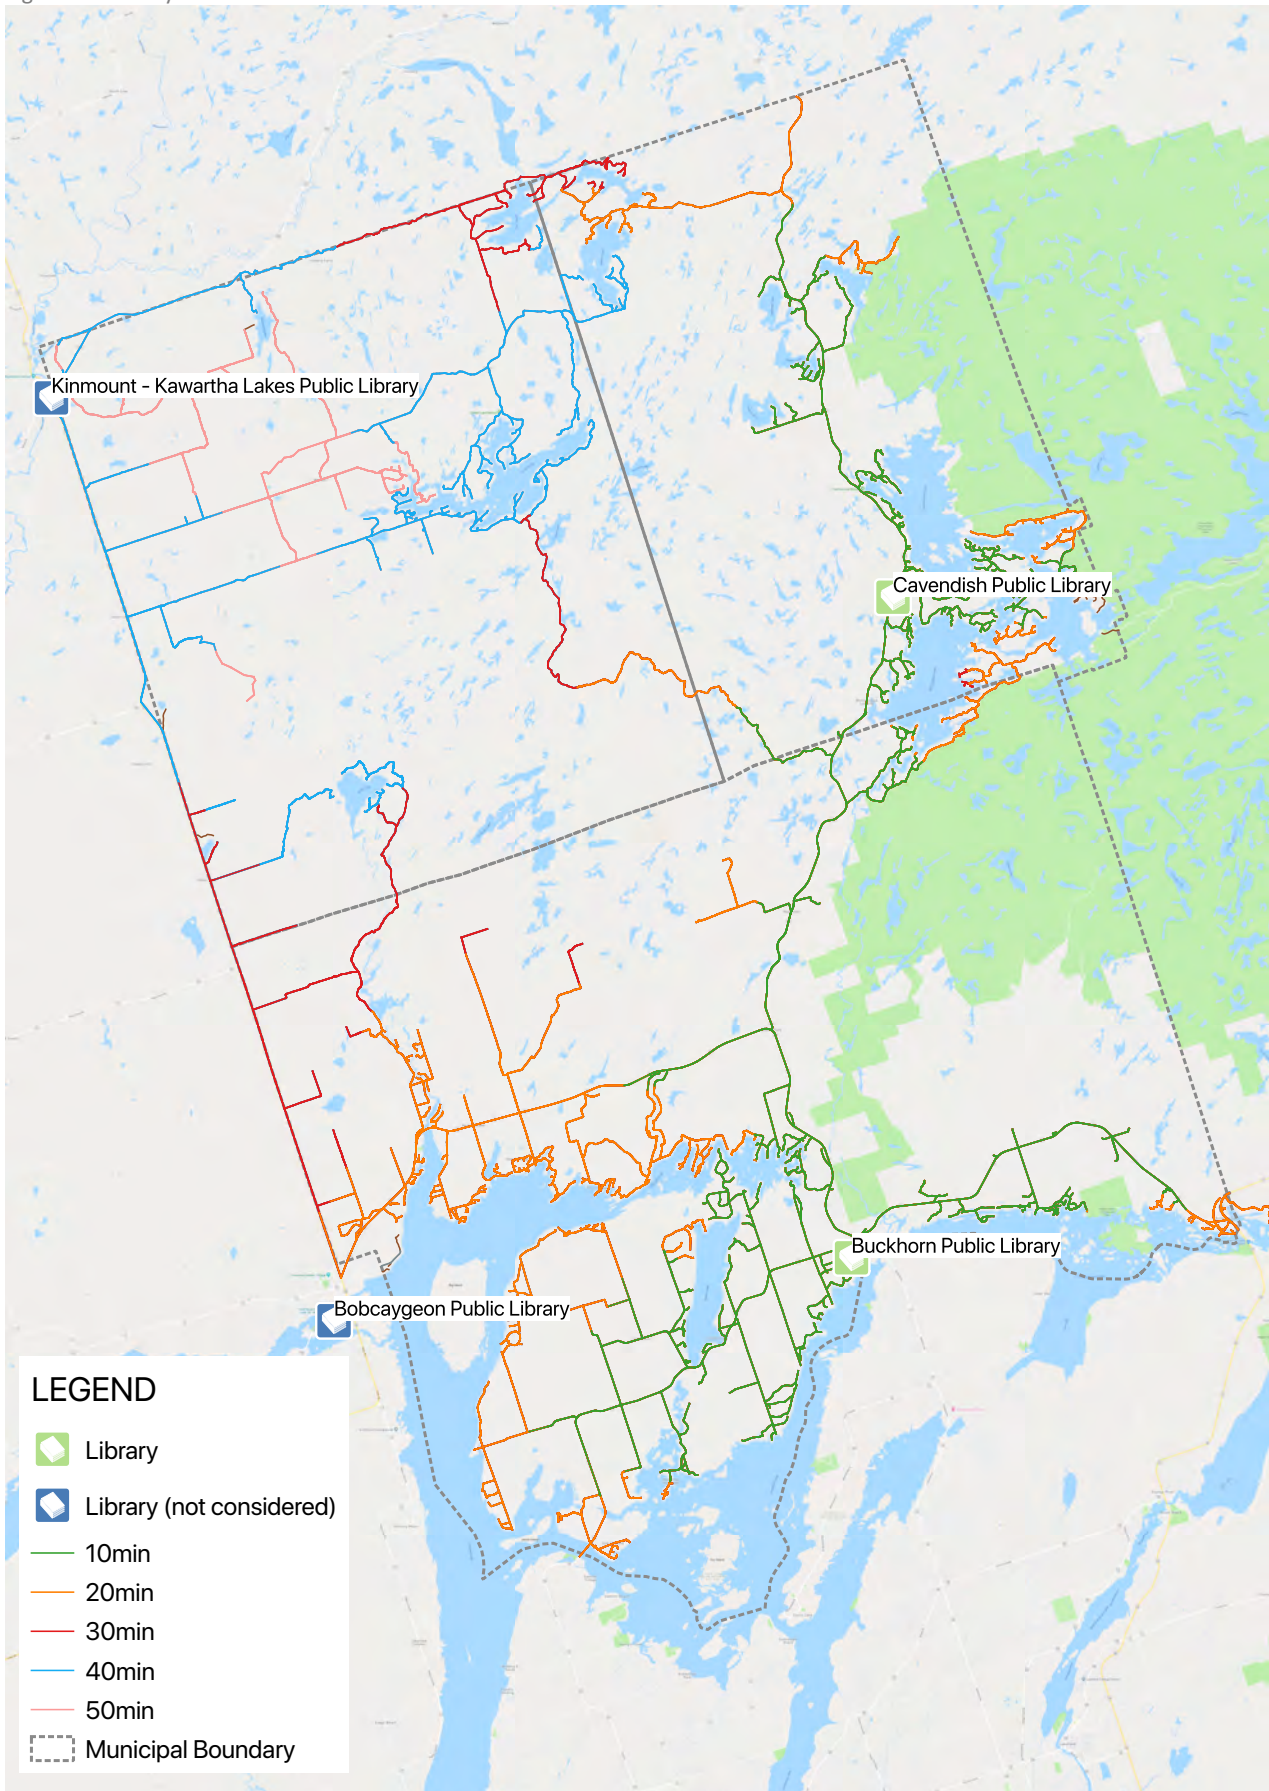 Kinmount - Kawartha Lakes Public Library
Cavendish Public Library
Buckhorn Public Library
Bobcaygeon Public Library
LEGEND
Library
Library (not considered)
10min
20min
30min
40min
50min
Municipal Boundary